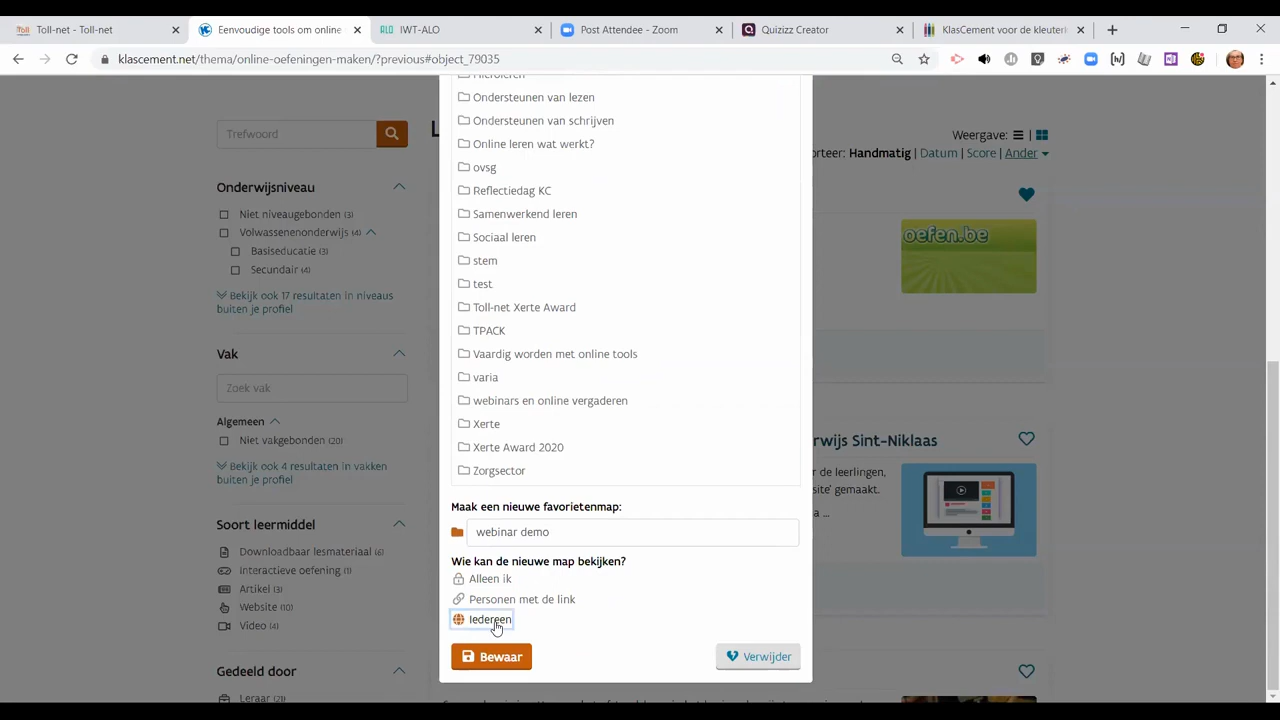 Toll-net - Toll-net
Eenvoudige tools om online
IWT-ALO
Post Attendee - Zoom
Quizizz Creator
KlasCement voor de kleuterl
klascement.net/thema/online-oefeningen-maken/?previous#object_79035
Trefwoord
Onderwijsniveau
Niet niveaugebonden (3)
Volwassenenonderwijs (4)
Basiseducatie (3)
Secundair (4)
Bekijk ook 17 resultaten in niveaus
buiten je profiel
Vak
Zoek vak
Algemeen
Niet vakgebonden (20)
Bekijk ook 4 resultaten in vakken
buiten je profiel
Soort leermiddel
Downloadbaar lesmateriaal (6)
Interactieve oefening (1)
Artikel (3)
Website (10)
Video (4)
Gedeeld door
Leraar (21)
Microleren
Ondersteunen van lezen
Ondersteunen van schrijven
Online leren wat werkt?
ovsg
Reflectiedag KC
Samenwerkend leren
Sociaal leren
stem
test
Toll-net Xerte Award
TPACK
Vaardig worden met online tools
varia
webinars en online vergaderen
Xerte
Xerte Award 2020
Zorgsector
Maak een nieuwe favorietenmap:
webinar demo
Wie kan de nieuwe map bekijken?
Alleen ik
Personen met de link
Iedereen
Bewaar
Verwijder
Weergave:
orteer: Handmatig | Datum | Score | Ander
oefen.be
rwijs Sint-Niklaas
r de leerlingen,
site' gemaakt.
a ...